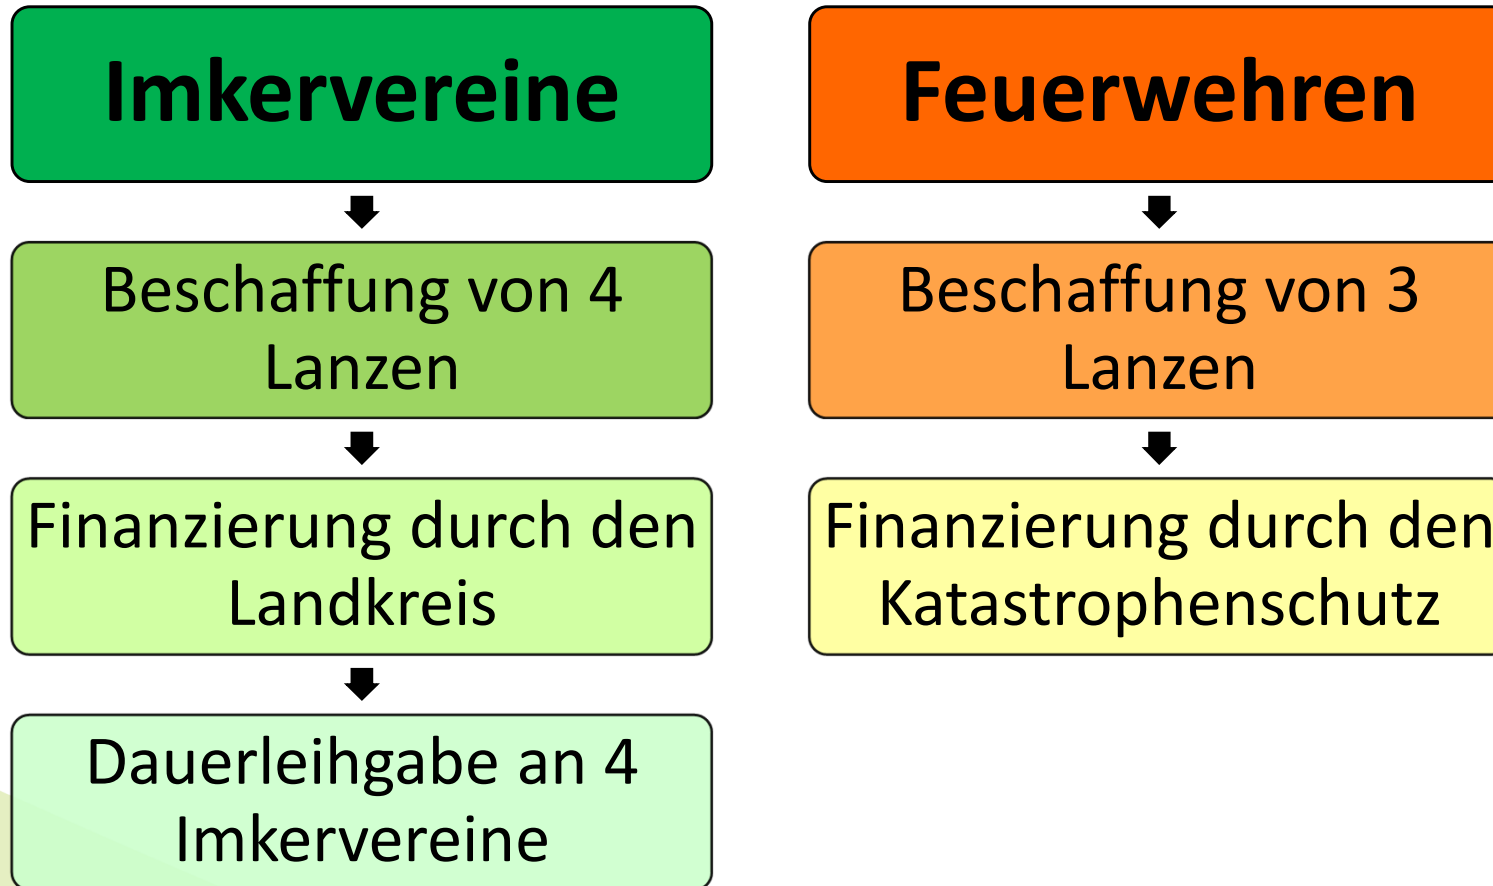 Imkervereine
Beschaffung von 4
Lanzen
Finanzierung durch den
Landkreis
Dauerleihgabe an 4
Imkervereine
Feuerwehren
Beschaffung von 3
Lanzen
Finanzierung durch den
Katastrophenschutz